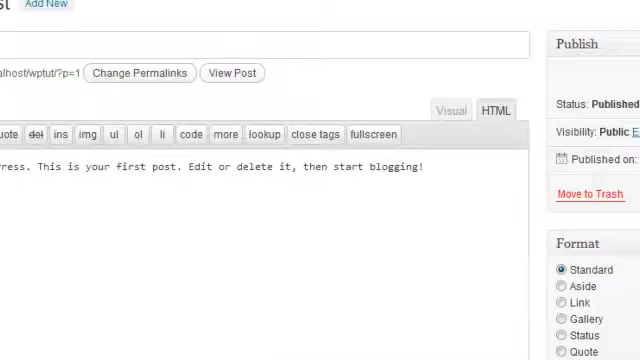 st Add New
alhost/wptut/?p=1 Change Permalinks View Post
Visual HTML
uote del ins img ul ol li code more lookup close tags fullscreen
ress. This is your first post. Edit or delete it, then start blogging!
Publish
Status: Published
Visibility: Public E
Published on:
Move to Trash
Format
Standard
Aside
Link
Gallery
Status
Quote